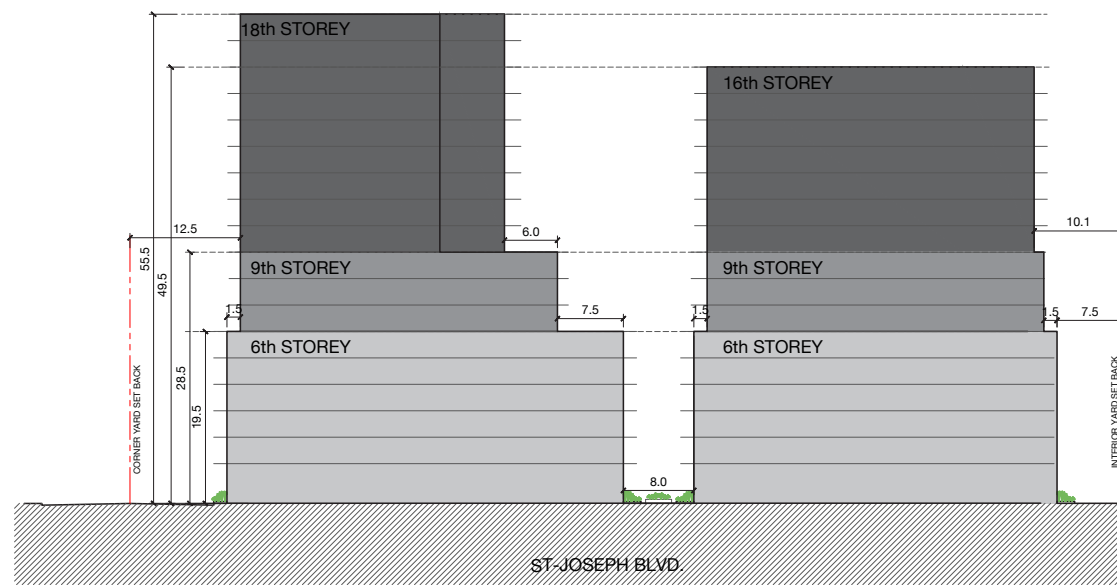 18th STOREY
16th STOREY
12.5
6.0
10.1
55.5
49.5
9th STOREY
9th STOREY
1.5
7.5
1.5
1.5
7.5
6th STOREY
6th STOREY
28.5
19.5
CORNER YARD SET BACK
INTERIOR YARD SET BACK
8.0
ST-JOSEPH BLVD.